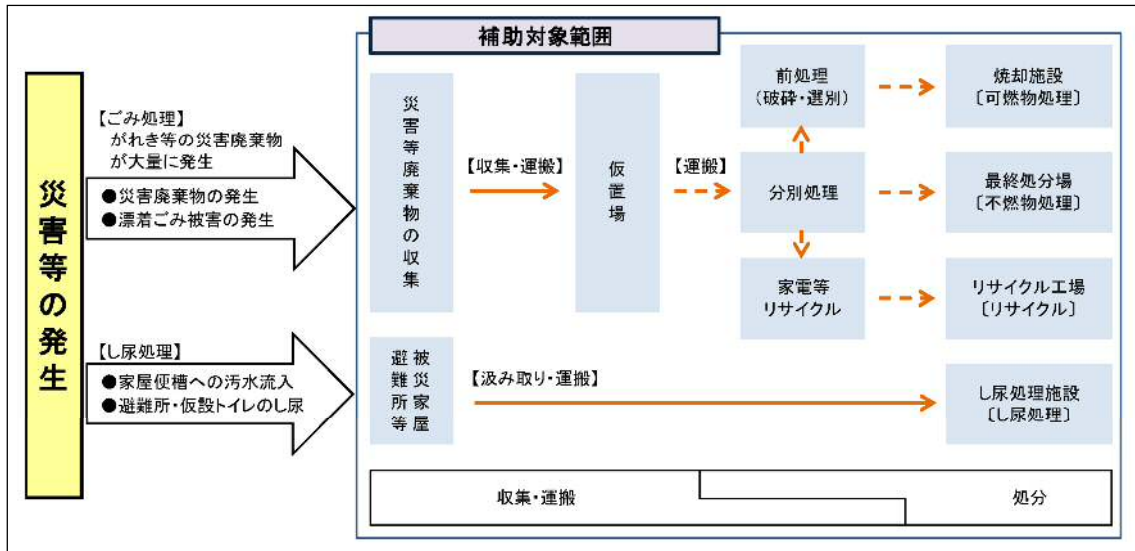 補助対象範囲
災害等の発生
【ごみ処理】
がれき等の災害廃棄物
が大量に発生
●災害廃棄物の発生
●漂着ごみ被害の発生
災害等廃棄物の収集
【収集・運搬】
仮置場
【運搬】
前処理
（破砕・選別）
分別処理
家電等
リサイクル
焼却施設
〔可燃物処理〕
最終処分場
〔不燃物処理〕
リサイクル工場
〔リサイクル〕
【し尿処理】
●家屋便槽への汚水流入
●避難所・仮設トイレのし尿
被災家屋
避難所等
【汲み取り・運搬】
し尿処理施設
〔し尿処理〕
収集・運搬
処分